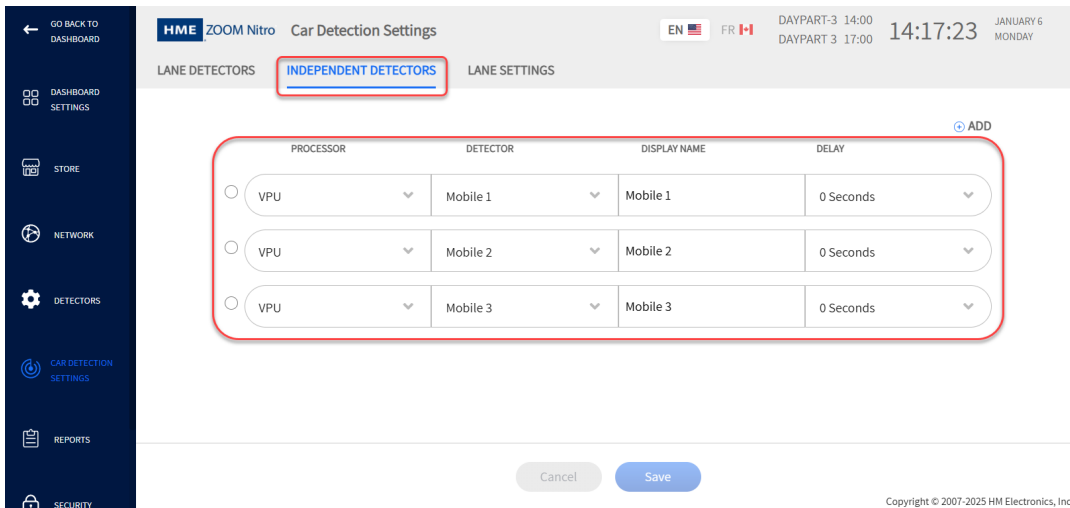 GO BACK TO
DASHBOARD
HME ZOOM Nitro Car Detection Settings
EN FR
DAYPART-3 14:00
DAYPART 3 17:00
14:17:23
JANUARY 6
MONDAY
LANE DETECTORS INDEPENDENT DETECTORS LANE SETTINGS
DASHBOARD
SETTINGS
STORE
NETWORK
DETECTORS
CAR DETECTION
SETTINGS
REPORTS
SECURITY
ADD
PROCESSOR DETECTOR DISPLAY NAME DELAY
VPU Mobile 1 Mobile 1 0 Seconds
VPU Mobile 2 Mobile 2 0 Seconds
VPU Mobile 3 Mobile 3 0 Seconds
Cancel Save
Copyright © 2007-2025 HM Electronics, Inc